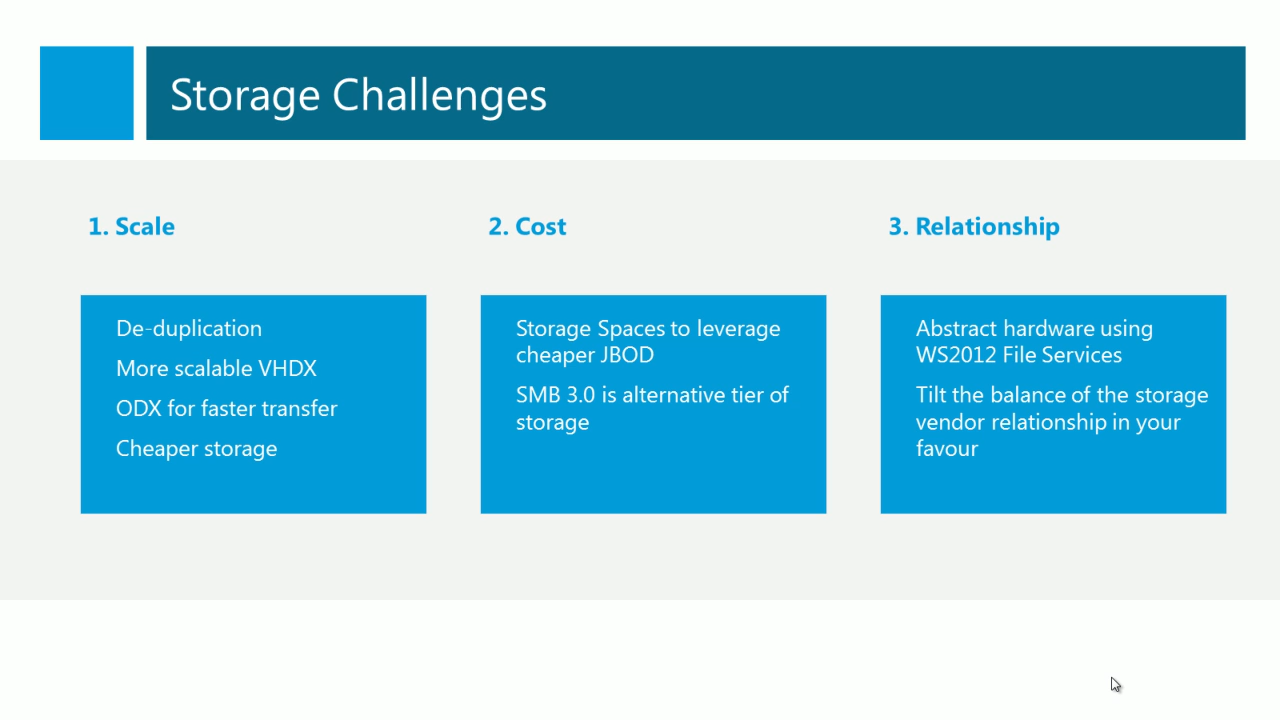 Storage Challenges
1. Scale
De-duplication
More scalable VHDX
ODX for faster transfer
Cheaper storage
2. Cost
Storage Spaces to leverage
cheaper JBOD
SMB 3.0 is alternative tier of
storage
3. Relationship
Abstract hardware using
WS2012 File Services
Tilt the balance of the storage
vendor relationship in your
favour